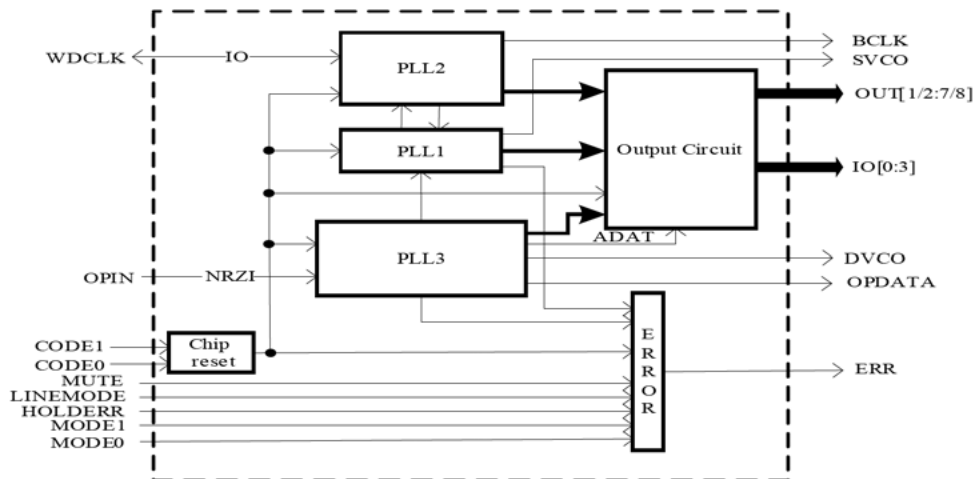 BCLK
WDCLK
IO
SVCO
PLL2
OUT[1/2:7/8]
PLL1
Output Circuit
IO[0:3]
ADAT
PLL3
DVCO
OPIN
NRZI
OPDATA
CODE1
Chip
reset
CODE0
ERROR
ERR
MUTE
LINEMODE
HOLDERR
MODE1
MODE0